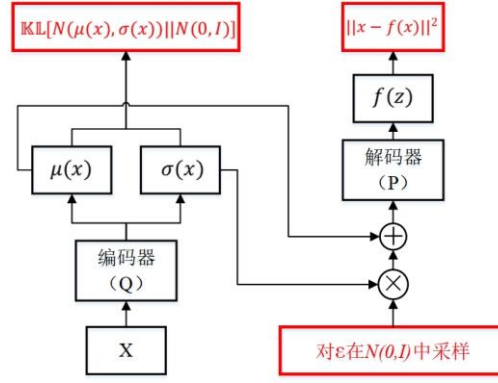 𝕂𝕃[N(μ(x), σ(x))||N(0, I)]
||x − f(x)||²
f(z)
μ(x)
σ(x)
解码器
（P）
+
编码器
（Q）
×
X
对ε在N(0,I)中采样